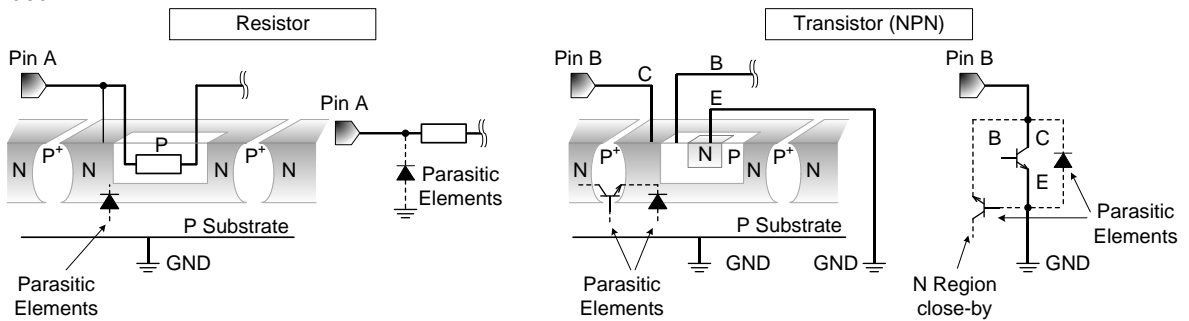 Resistor
Transistor (NPN)
Pin A
Pin A
P
N
P+
N
N
P+
N
Parasitic
Elements
P Substrate
GND
Parasitic
Elements
Pin B
C
B
E
N
P+
N
N
P
P+
N
P Substrate
GND
GND
Parasitic
Elements
Pin B
B
C
E
Parasitic
Elements
N Region
close-by